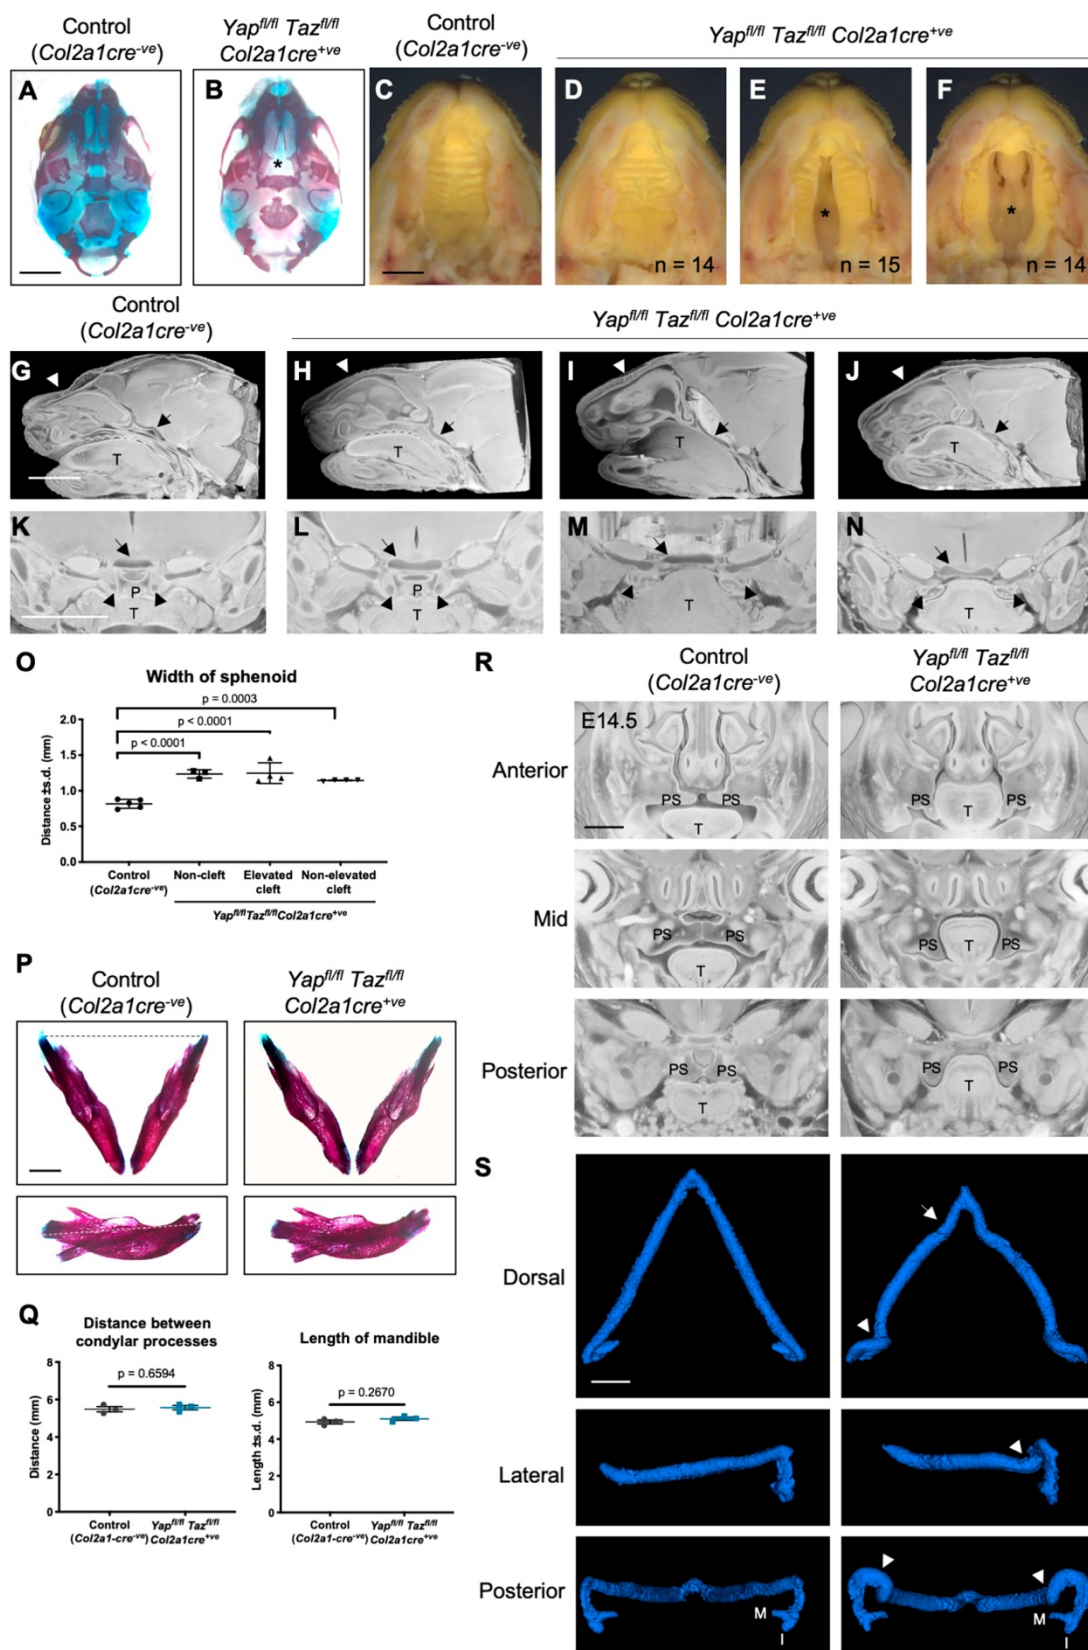 Control
(Col2a1cre-ve)
Yapfl/fl Tazfl/fl
Col2a1cre+ve
Control
(Col2a1cre-ve)
Yapfl/fl Tazfl/fl Col2a1cre+ve
A
B
*
C
D
n = 14
E
*
n = 15
F
*
n = 14
Control
(Col2a1cre-ve)
Yapfl/fl Tazfl/fl Col2a1cre+ve
G
T
H
T
I
T
J
T
K
P
T
L
P
T
M
T
N
T
O
Width of sphenoid
p = 0.0003
p < 0.0001
p < 0.0001
Distance ±s.d. (mm)
2.0
1.5
1.0
0.5
0.0
Control
(Col2a1cre-ve)
Non-cleft
Elevated
cleft
Non-elevated
cleft
Yapfl/flTazfl/flCol2a1cre+ve
P
Control
(Col2a1cre-ve)
Yapfl/fl Tazfl/fl
Col2a1cre+ve
Q
Distance between
condylar processes
p = 0.6594
Distance (mm)
8
6
4
2
0
Control
(Col2a1-cre-ve)
Yapfl/fl Tazfl/fl
Col2a1cre+ve
Length of mandible
p = 0.2670
Length ±s.d. (mm)
8
6
4
2
0
Control
(Col2a1-cre-ve)
Yapfl/fl Tazfl/fl
Col2a1cre+ve
R
Control
(Col2a1cre-ve)
Yapfl/fl Tazfl/fl
Col2a1cre+ve
E14.5
Anterior
PS PS
T
PS PS
T
Mid
PS PS
T
PS T PS
Posterior
PS PS
T
PS T PS
S
Dorsal
Lateral
Posterior
M
I
M
I